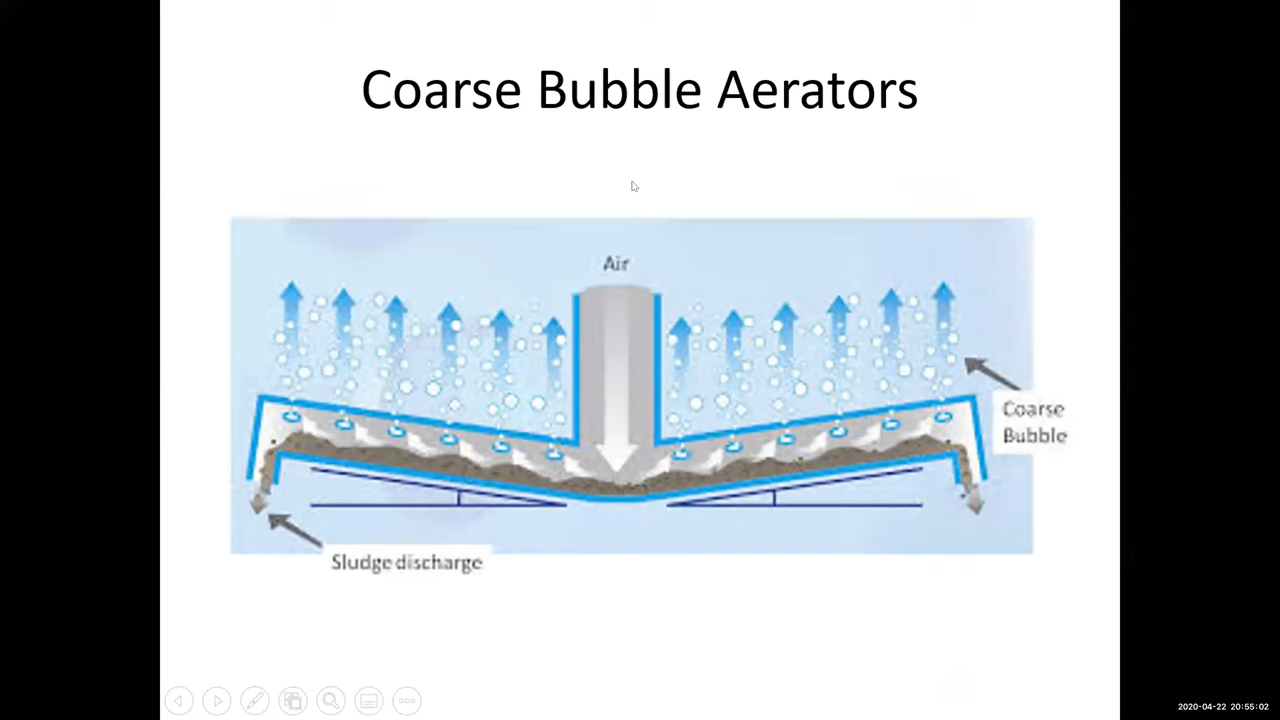 Coarse Bubble Aerators
Air
Coarse
Bubble
Sludge discharge
2020-04-22 20:55:02